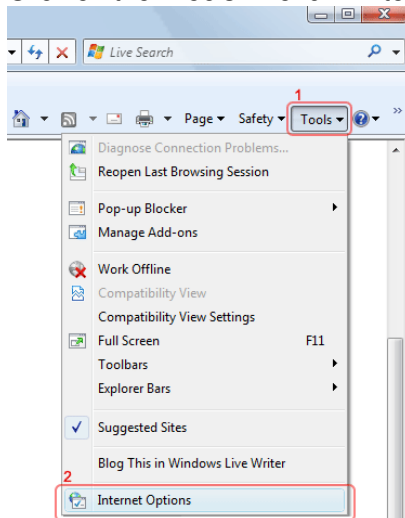 Live Search
1
Page Safety Tools
Diagnose Connection Problems...
Reopen Last Browsing Session
Pop-up Blocker
Manage Add-ons
Work Offline
Compatibility View
Compatibility View Settings
Full Screen F11
Toolbars
Explorer Bars
Suggested Sites
Blog This in Windows Live Writer
2
Internet Options